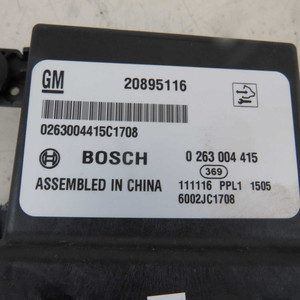 GM 20895116
0263004415C1708
BOSCH 0 263 004 415
369
ASSEMBLED IN CHINA 111116 PPL1 1505
6002JC1708